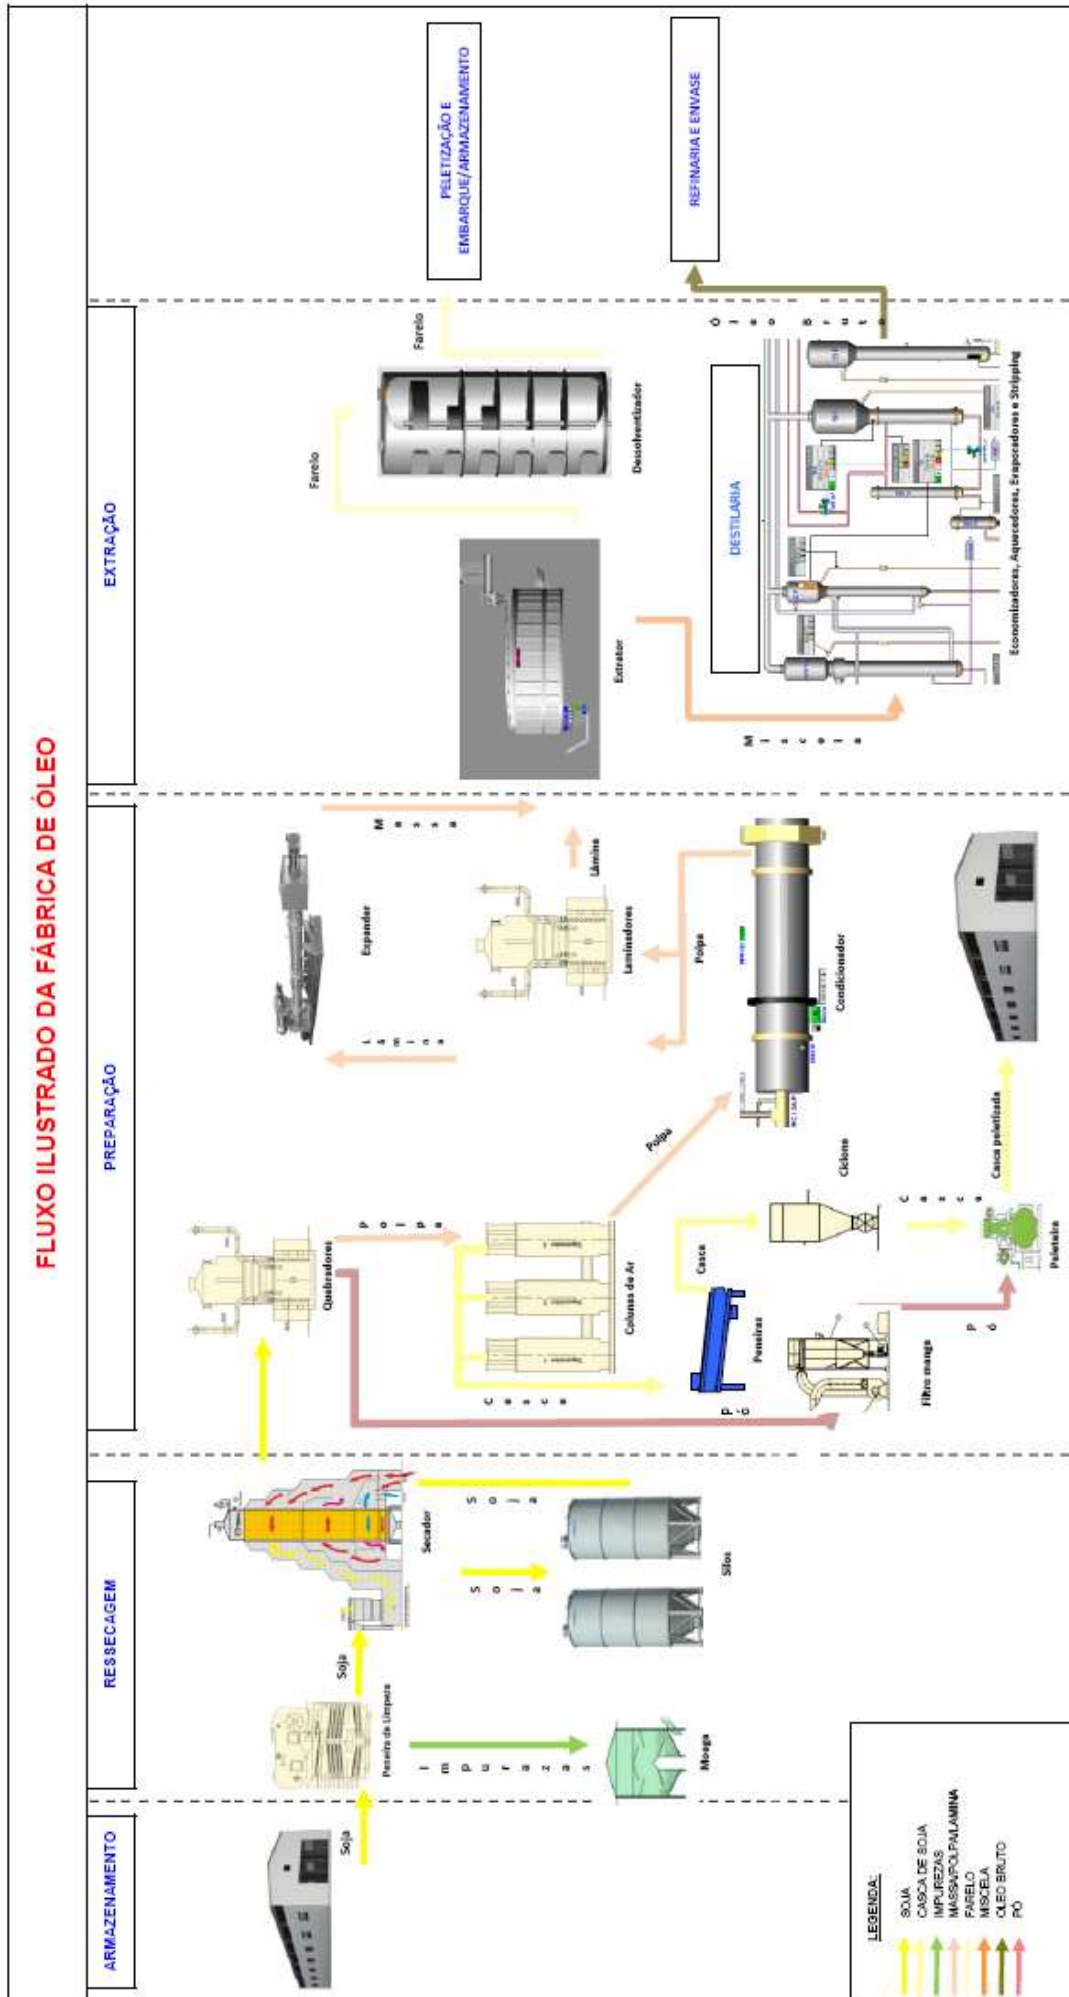 FLUXO ILUSTRADO DA FÁBRICA DE ÓLEO
ARMAZENAMENTO
RESSECAGEM
PREPARAÇÃO
EXTRAÇÃO
Soja
Peneira de Limpeza
Impurezas
Moega
Soja
Secador
Soja
Soja
Silos
Quebradores
Polpa
Colunas de Ar
Casca
Pó
Peneiras
Casca
Ciclone
Casca
Filtro manga
Pó
Peleteira
Casca peletizada
Polpa
Condicionador
Polpa
Lâmina
Expander
Massa
Laminadores
Lâmina
Extrator
Miscela
Farelo
Dessolventizador
Farelo
DESTILARIA
Economizadores, Aquecedores, Evaporadores e Stripping
Óleo Bruto
PELETIZAÇÃO E
EMBARQUE/ARMAZENAMENTO
REFINARIA E ENVASE
LEGENDA:
SOJA
CASCA DE SOJA
IMPUREZAS
MASSA/POLPA/LAMINA
FARELO
MISCELA
OLEO BRUTO
PÓ